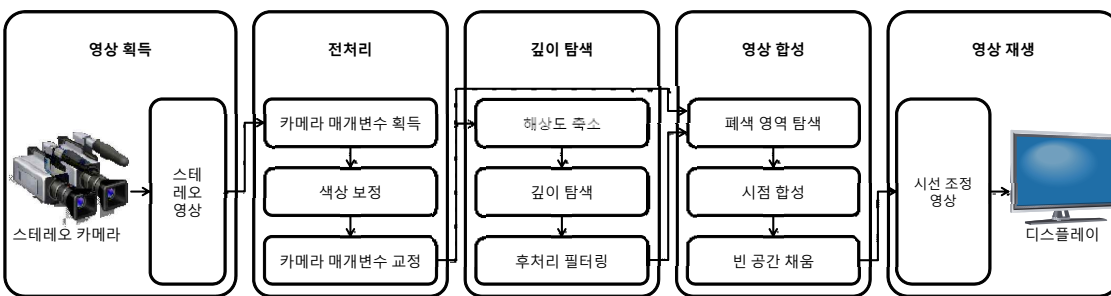 영상 획득
스테레오 카메라
스테
레오
영상
전처리
카메라 매개변수 획득
색상 보정
카메라 매개변수 교정
깊이 탐색
해상도 축소
깊이 탐색
후처리 필터링
영상 합성
폐색 영역 탐색
시점 합성
빈 공간 채움
영상 재생
시선 조정
영상
디스플레이